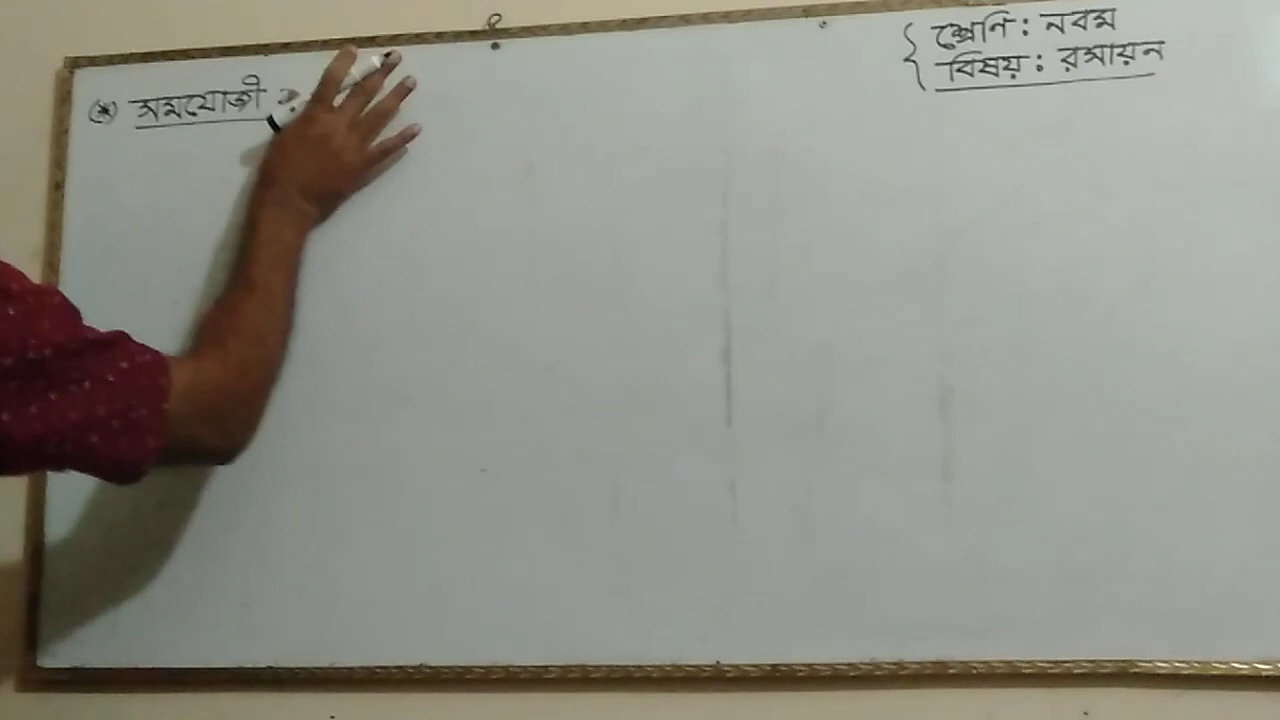 শ্রেণি : নবম
বিষয় : রসায়ন
সমযোজী